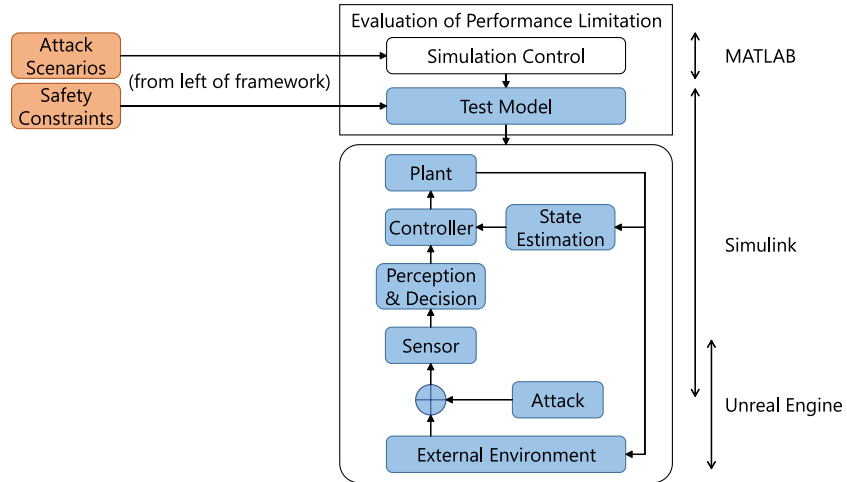 Evaluation of Performance Limitation
Attack
Scenarios
Simulation Control
MATLAB
(from left of framework)
Safety
Constraints
Test Model
Plant
Controller
State
Estimation
Simulink
Perception
& Decision
Sensor
Attack
Unreal Engine
External Environment